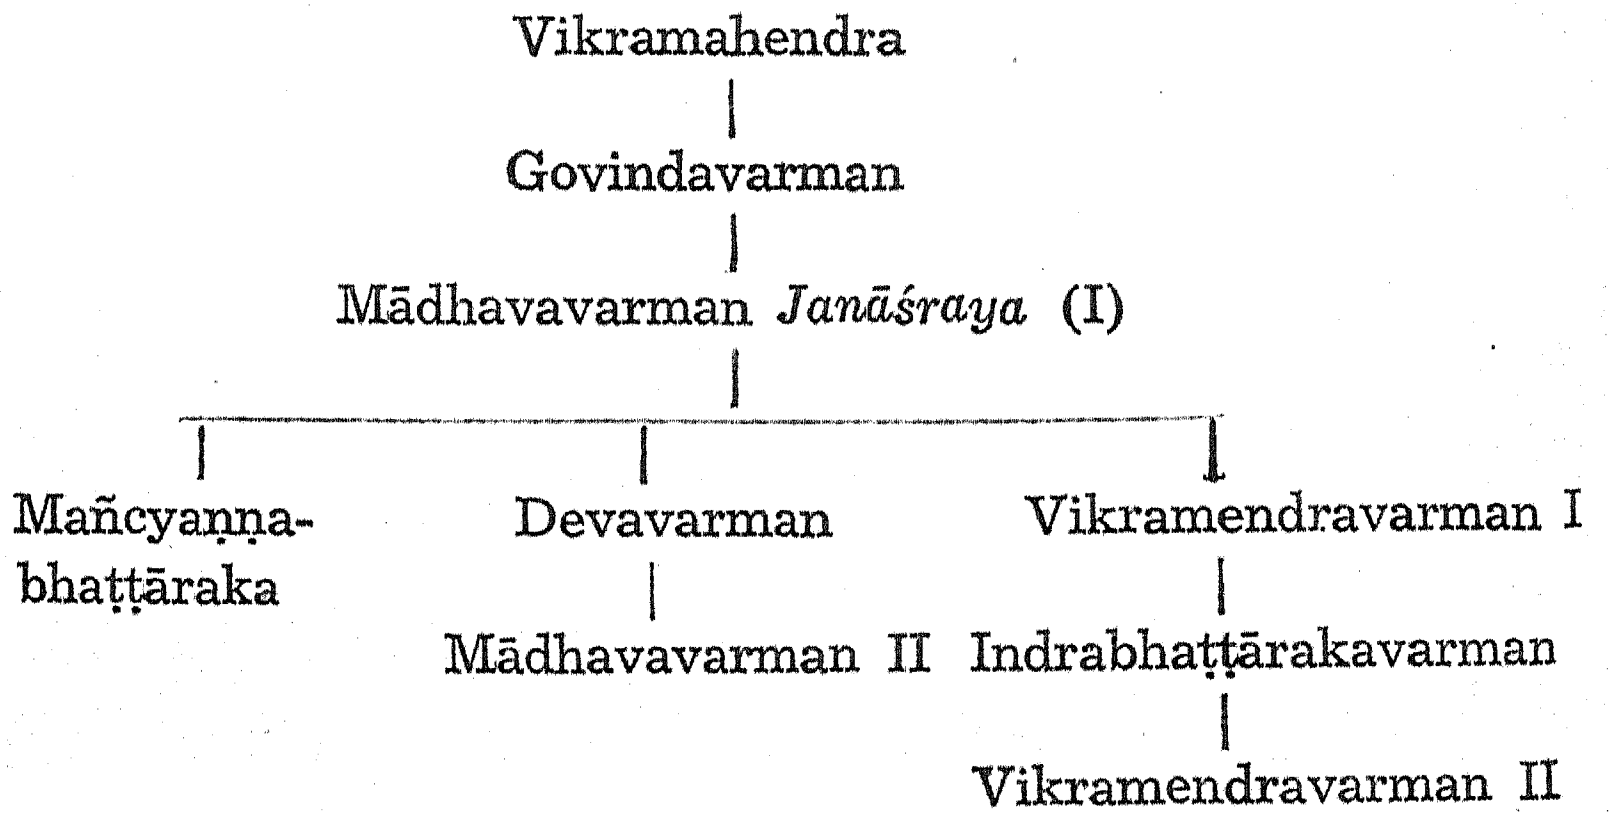 Vikramahendra
Govindavarman
Mādhavavarman Janāśraya (I)
Mañcyaṇṇa-
bhaṭṭāraka
Devavarman
Vikramendravarman I
Mādhavavarman II
Indrabhaṭṭārakavarman
Vikramendravarman II